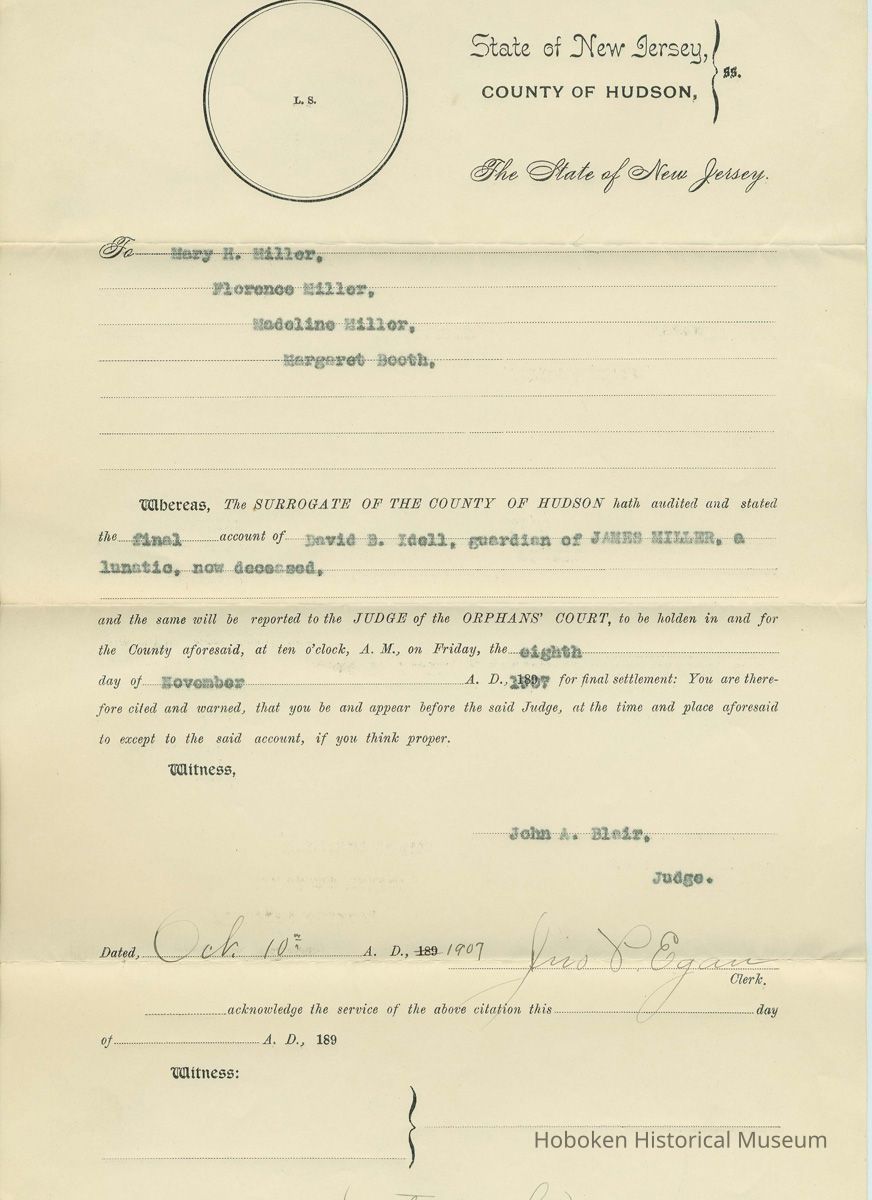 L. S.
State of New Jersey,
COUNTY OF HUDSON,
ss.
The State of New Jersey.
To Mary H. Miller,
Florence Miller,
Madeline Miller,
Margaret Booth,
Whereas, The SURROGATE OF THE COUNTY OF HUDSON hath audited and stated
the final account of David B. Idell, guardian of JAMES MILLER, a
lunatic, now deceased,
and the same will be reported to the JUDGE of the ORPHANS' COURT, to be holden in and for
the County aforesaid, at ten o'clock, A. M., on Friday, the eighth
day of November A. D., 1907 for final settlement: You are there-
fore cited and warned, that you be and appear before the said Judge, at the time and place aforesaid
to except to the said account, if you think proper.
Witness,
John A. Blair,
Judge.
Dated, Oct. 10th A. D., 189 1907 Jno P. Egan
Clerk.
acknowledge the service of the above citation this day
of A. D., 189
Witness:
Hoboken Historical Museum